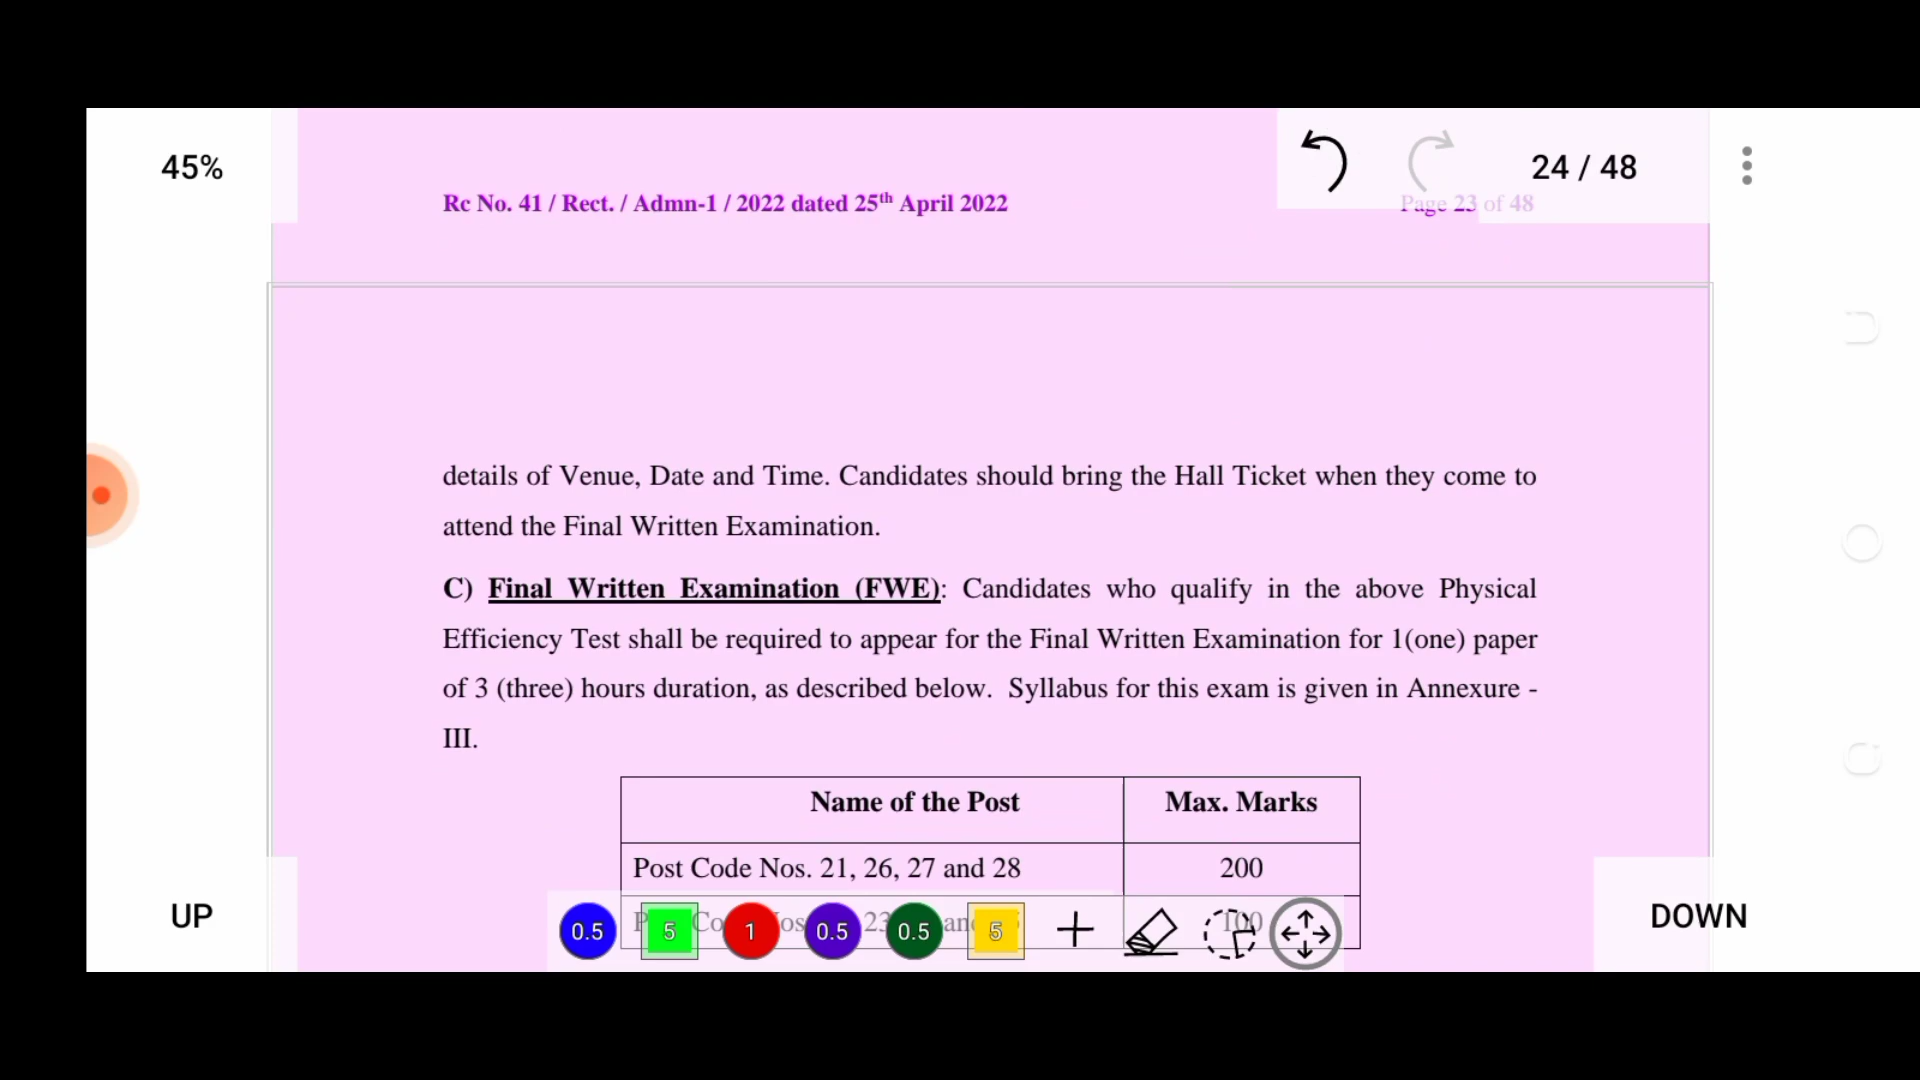 45%
24 / 48
Rc No. 41 / Rect. / Admn-1 / 2022 dated 25th April 2022
Page 23 of 48
details of Venue, Date and Time. Candidates should bring the Hall Ticket when they come to
attend the Final Written Examination.
C) Final Written Examination (FWE): Candidates who qualify in the above Physical
Efficiency Test shall be required to appear for the Final Written Examination for 1(one) paper
of 3 (three) hours duration, as described below. Syllabus for this exam is given in Annexure -
III.
Name of the Post Max. Marks
Post Code Nos. 21, 26, 27 and 28 200
23
UP
0.5 5 1 0.5 0.5 5
DOWN